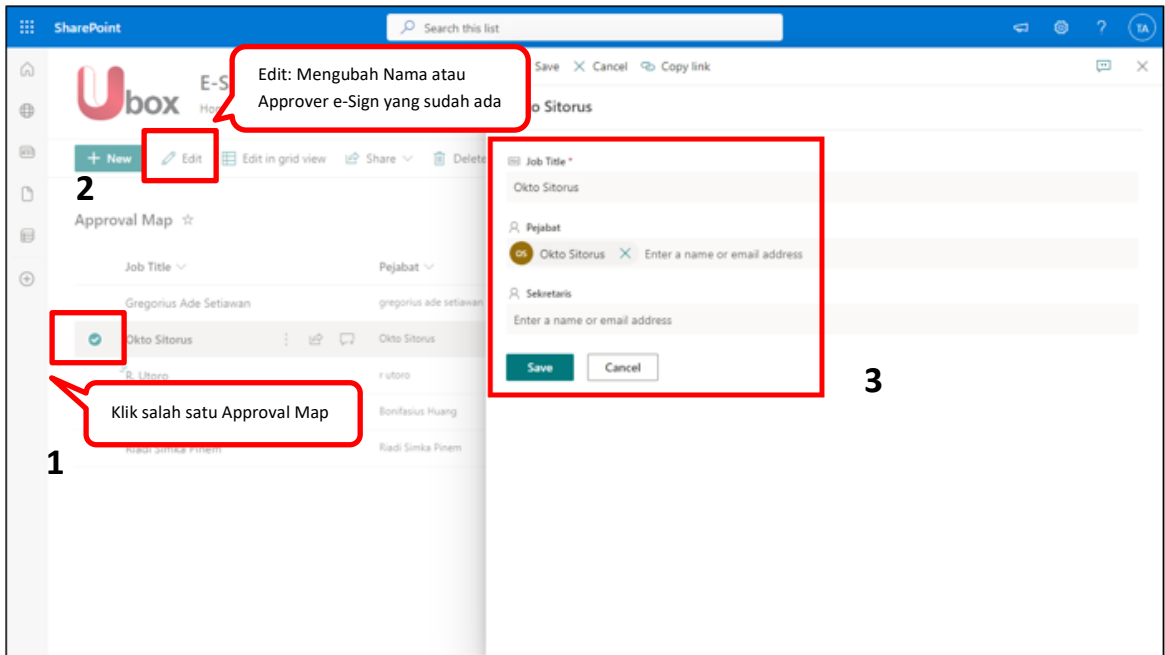 SharePoint
Search this list
?
TA
Ubox
E-S
Edit: Mengubah Nama atau
Approver e-Sign yang sudah ada
Save
Cancel
Copy link
to Sitorus
+ New
Edit
Edit in grid view
Share
Delete
2
Approval Map
Job Title
Pejabat
Gregorius Ade Setiawan
gregorius ade setiawan
Okto Sitorus
Okto Sitorus
R. Utoro
r utoro
Klik salah satu Approval Map
Bonifasius Huang
Riadi Simka Pinem
Riadi Simka Pinem
1
Job Title *
Okto Sitorus
Pejabat
OS
Okto Sitorus
Enter a name or email address
Sekretaris
Enter a name or email address
Save
Cancel
3